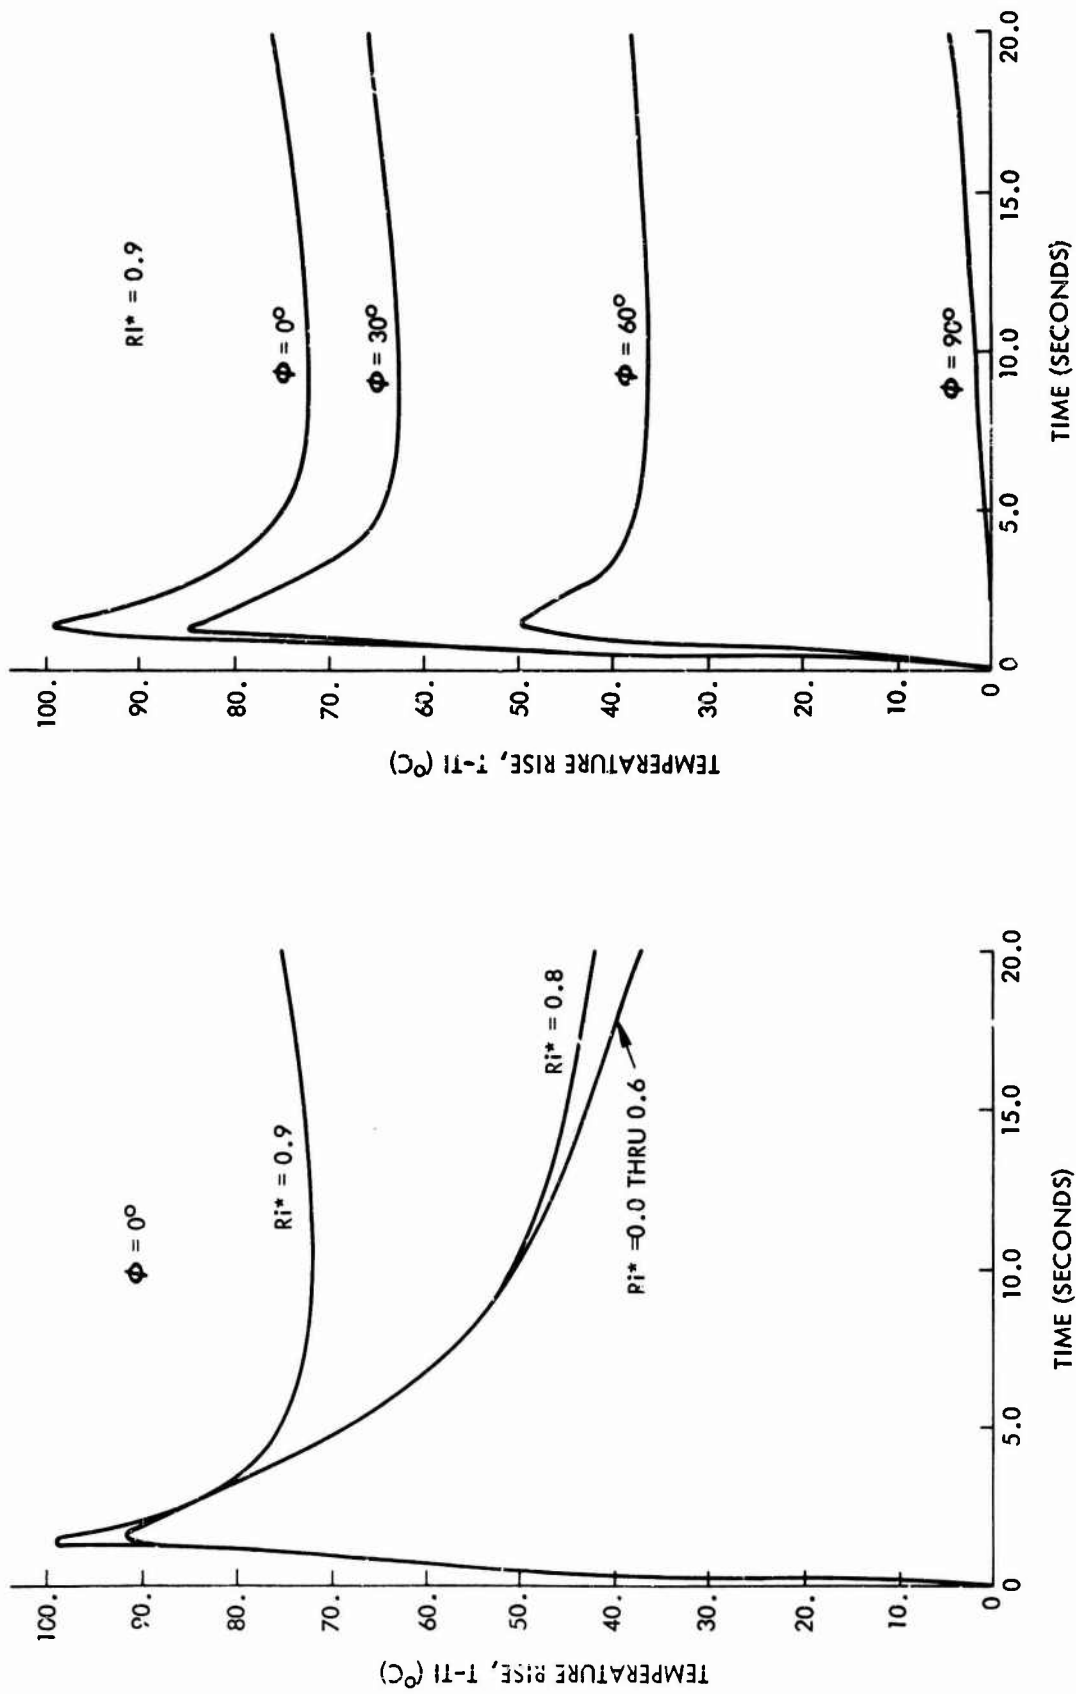 TEMPERATURE RISE, T-TI (°C)
100.
90.
80.
70.
60.
50.
40.
30.
20.
10.
0
Φ = 0°
Ri* = 0.9
Ri* = 0.8
Ri* =0.0 THRU 0.6
0
5.0
10.0
15.0
20.0
TIME (SECONDS)
TEMPERATURE RISE, T-TI (°C)
100.
90.
80.
70.
60.
50.
40.
30.
20.
10.
0
RI* = 0.9
Φ = 0°
Φ = 30°
Φ = 60°
Φ = 90°
0
5.0
10.0
15.0
20.0
TIME (SECONDS)